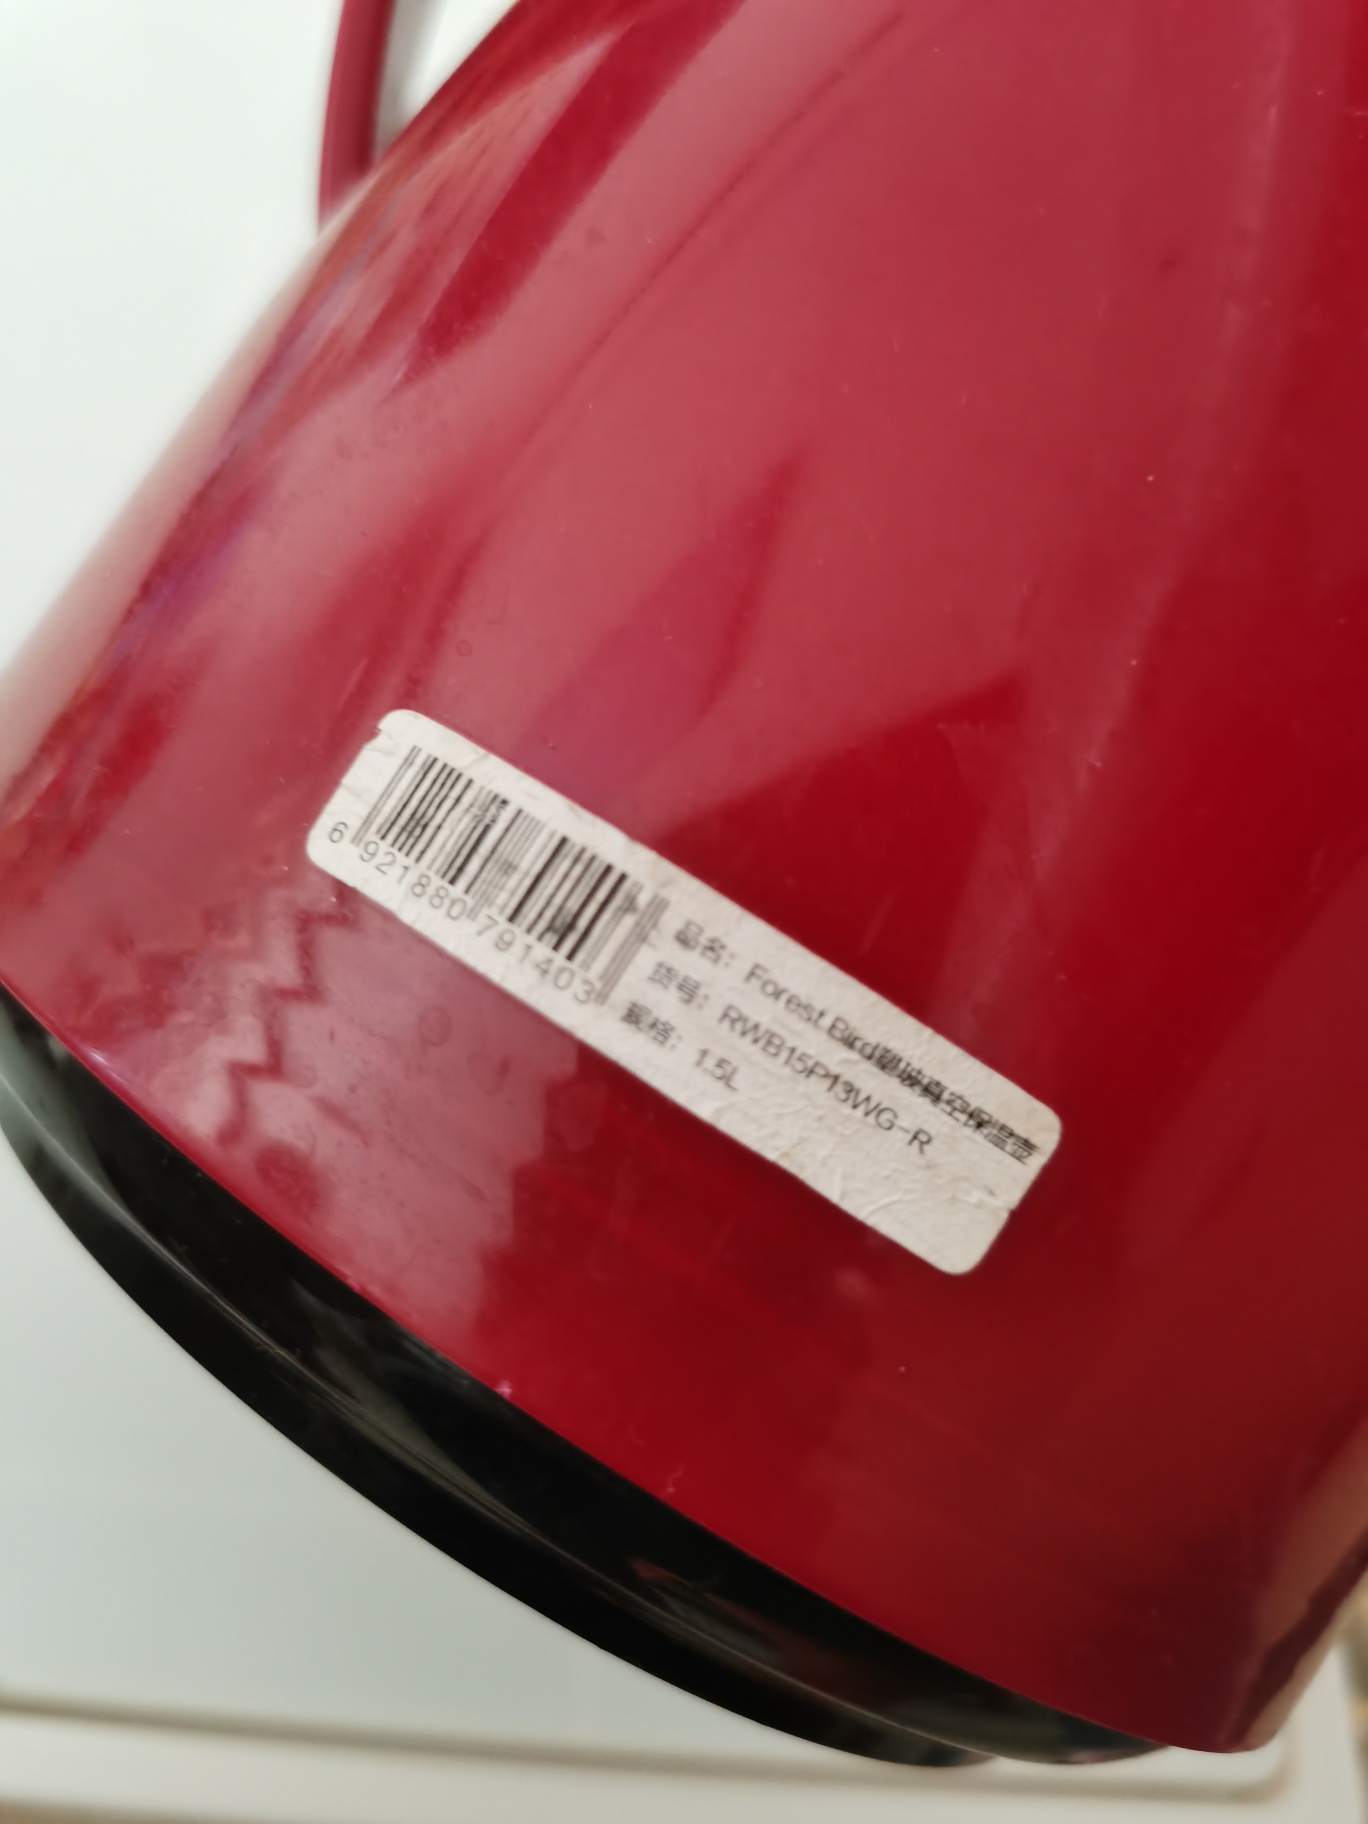 6 921880 791403
品名：Forest Bird塑玻真空保温壶
货号：RWB15P13WG-R
规格：1.5L